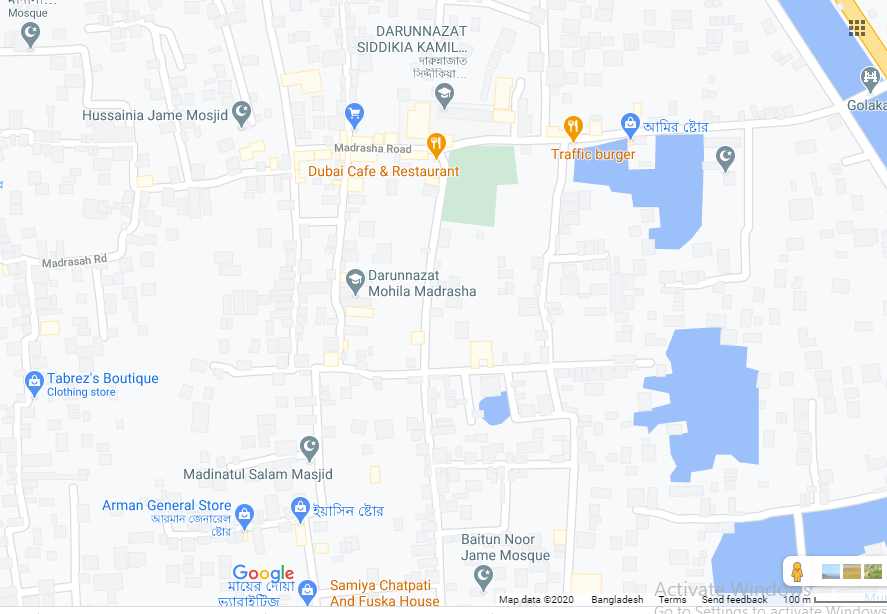 Mosque
DARUNNAZAT
SIDDIKIA KAMIL...
দারুন্নাজাত
সিদ্দীকিয়া...
Golaka
Hussainia Jame Mosjid
আমির ষ্টোর
Madrasha Road
Traffic burger
Dubai Cafe & Restaurant
Madrasah Rd
Darunnazat
Mohila Madrasha
Tabrez's Boutique
Clothing store
Madinatul Salam Masjid
Arman General Store
আরমান জেনারেল
ষ্টোর
ইয়াসিন ষ্টোর
Baitun Noor
Jame Mosque
Google
মায়ের দোয়া
ভ্যারাইটিজ
Samiya Chatpati
And Fuska House
Activate Windows
Map data ©2020 Bangladesh Terms Send feedback 100 m
Go to Settings to activate Windows